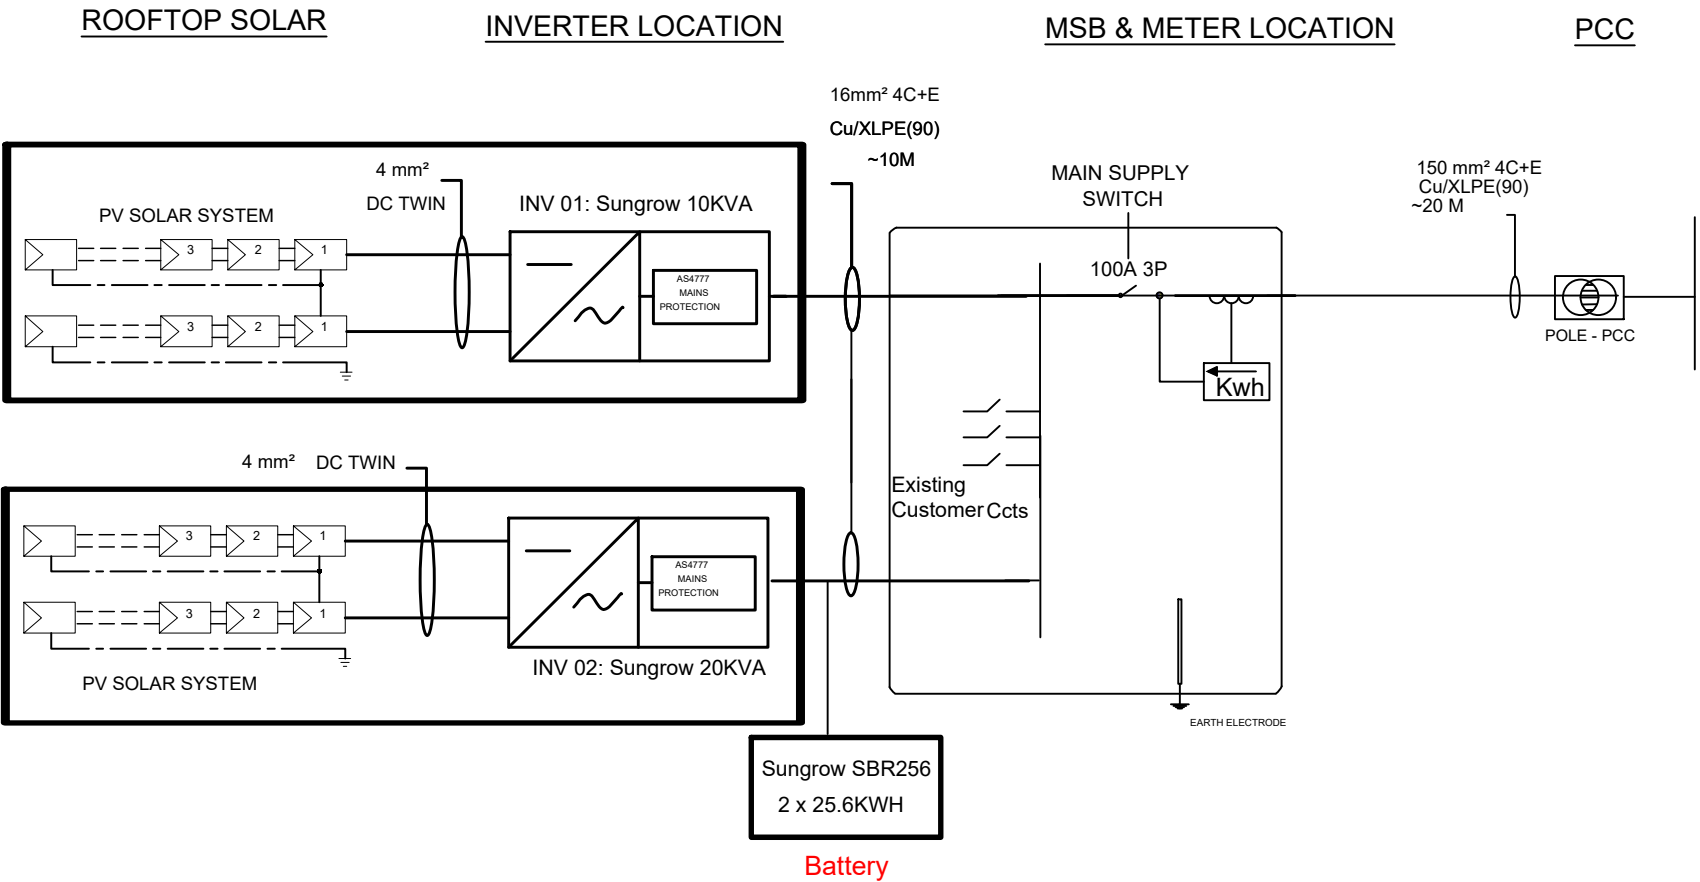 ROOFTOP SOLAR
INVERTER LOCATION
MSB & METER LOCATION
PCC
16mm² 4C+E
Cu/XLPE(90)
~10M
4 mm²
DC TWIN
PV SOLAR SYSTEM
3
2
1
3
2
1
INV 01: Sungrow 10KVA
AS4777
MAINS
PROTECTION
MAIN SUPPLY
SWITCH
100A 3P
Kwh
150 mm² 4C+E
Cu/XLPE(90)
~20 M
POLE - PCC
4 mm² DC TWIN
3
2
1
3
2
1
PV SOLAR SYSTEM
AS4777
MAINS
PROTECTION
INV 02: Sungrow 20KVA
Existing
Customer Ccts
EARTH ELECTRODE
Sungrow SBR256
2 x 25.6KWH
Battery